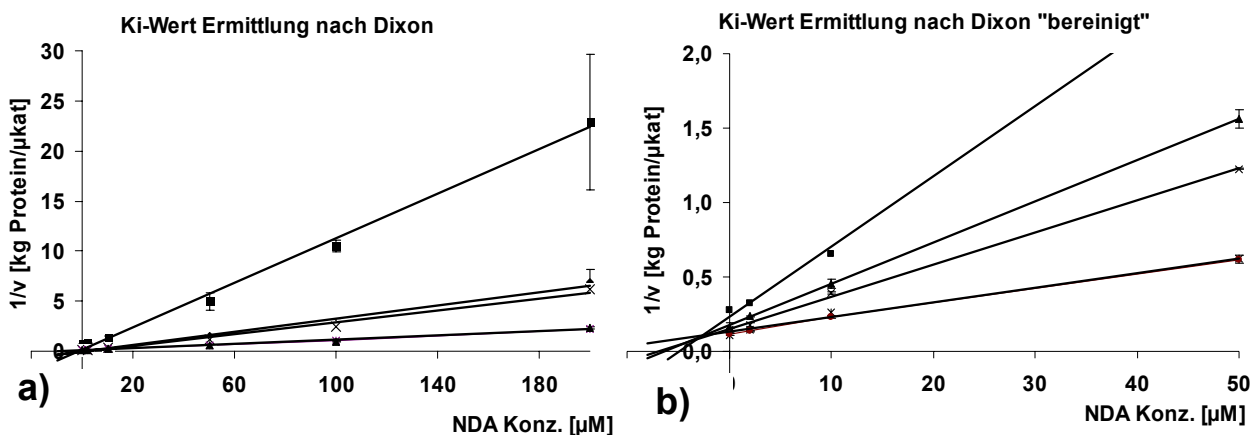 Ki-Wert Ermittlung nach Dixon
1/v [kg Protein/µkat]
30
25
20
15
10
5
0
20
60
100
140
180
NDA Konz. [µM]
a)
Ki-Wert Ermittlung nach Dixon "bereinigt"
1/v [kg Protein/µkat]
2,0
1,5
1,0
0,5
0,0
0
10
20
30
40
50
NDA Konz. [µM]
b)